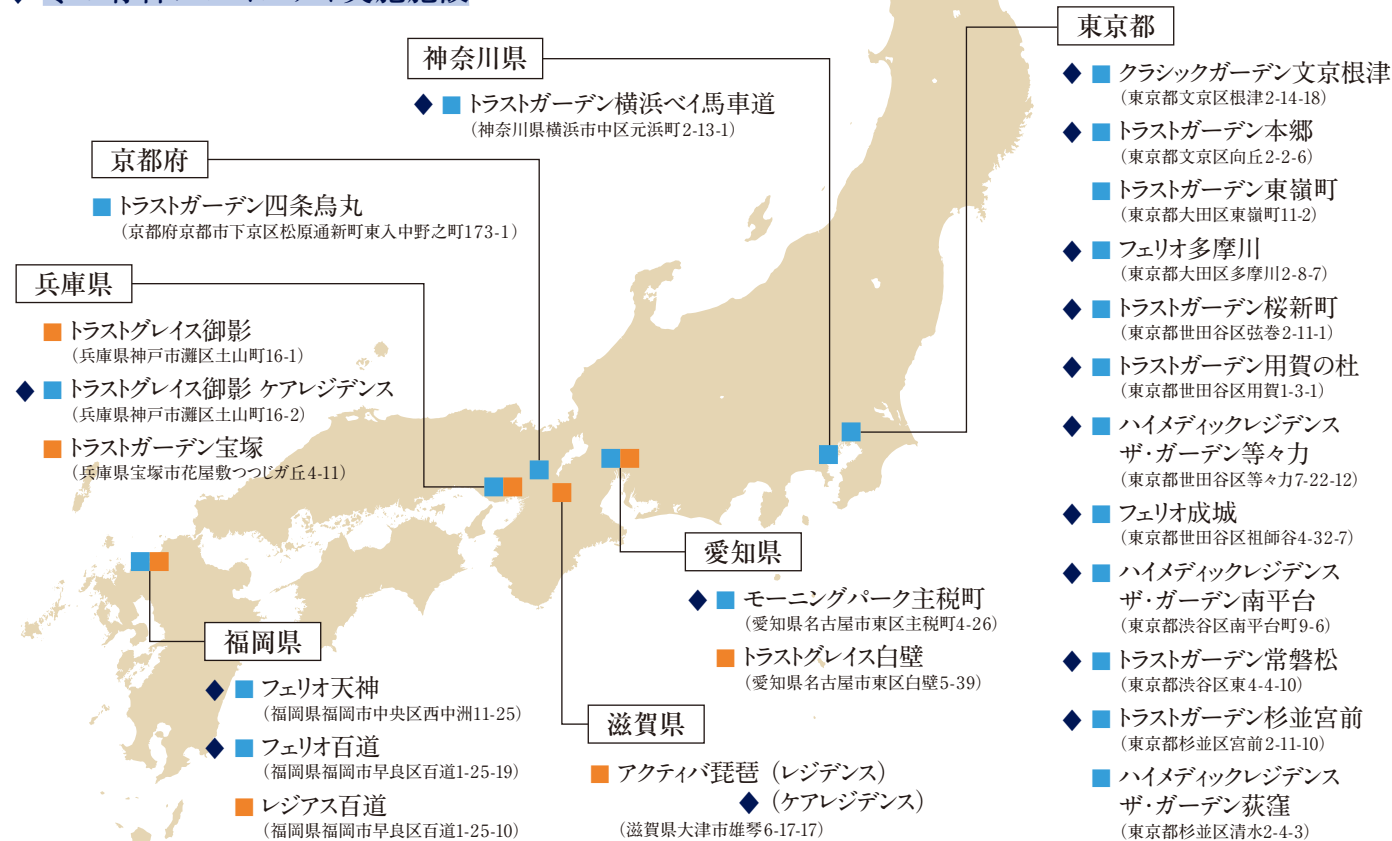 神奈川県
◆ ■ トラストガーデン横浜ベイ馬車道
（神奈川県横浜市中区元浜町2-13-1）
京都府
■ トラストガーデン四条烏丸
（京都府京都市下京区松原通新町東入中野之町173-1）
兵庫県
■ トラストグレイス御影
（兵庫県神戸市灘区土山町16-1）
◆ ■ トラストグレイス御影 ケアレジデンス
（兵庫県神戸市灘区土山町16-2）
■ トラストガーデン宝塚
（兵庫県宝塚市花屋敷つつじガ丘4-11）
福岡県
◆ ■ フェリオ天神
（福岡県福岡市中央区西中洲11-25）
◆ ■ フェリオ百道
（福岡県福岡市早良区百道1-25-19）
■ レジアス百道
（福岡県福岡市早良区百道1-25-10）
愛知県
◆ ■ モーニングパーク主税町
（愛知県名古屋市東区主税町4-26）
■ トラストグレイス白壁
（愛知県名古屋市東区白壁5-39）
滋賀県
■ アクティバ琵琶（レジデンス）
◆（ケアレジデンス）
（滋賀県大津市雄琴6-17-17）
東京都
◆ ■ クラシックガーデン文京根津
（東京都文京区根津2-14-18）
◆ ■ トラストガーデン本郷
（東京都文京区向丘2-2-6）
■ トラストガーデン東嶺町
（東京都大田区東嶺町11-2）
◆ ■ フェリオ多摩川
（東京都大田区多摩川2-8-7）
◆ ■ トラストガーデン桜新町
（東京都世田谷区弦巻2-11-1）
◆ ■ トラストガーデン用賀の杜
（東京都世田谷区用賀1-3-1）
◆ ■ ハイメディックレジデンス
ザ・ガーデン等々力
（東京都世田谷区等々力7-22-12）
◆ ■ フェリオ成城
（東京都世田谷区祖師谷4-32-7）
◆ ■ ハイメディックレジデンス
ザ・ガーデン南平台
（東京都渋谷区南平台町9-6）
◆ ■ トラストガーデン常磐松
（東京都渋谷区東4-4-10）
◆ ■ トラストガーデン杉並宮前
（東京都杉並区宮前2-11-10）
■ ハイメディックレジデンス
ザ・ガーデン荻窪
（東京都杉並区清水2-4-3）